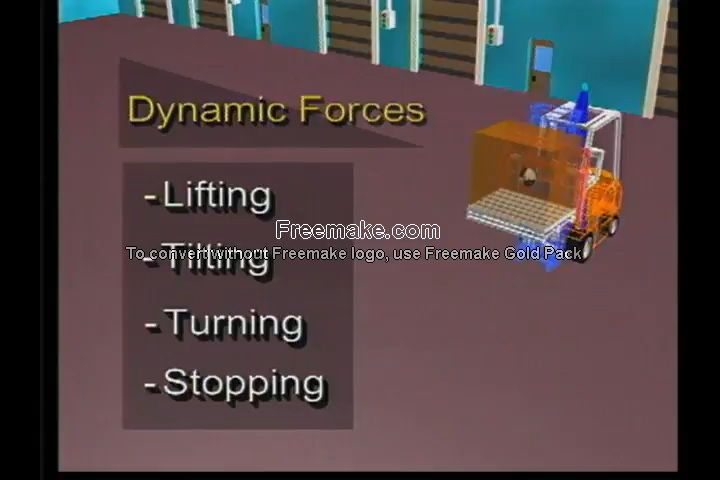 Dynamic Forces
-Lifting
Freemake.com
To convert without Freemake logo, use Freemake Gold Pack
-Tilting
-Turning
-Stopping